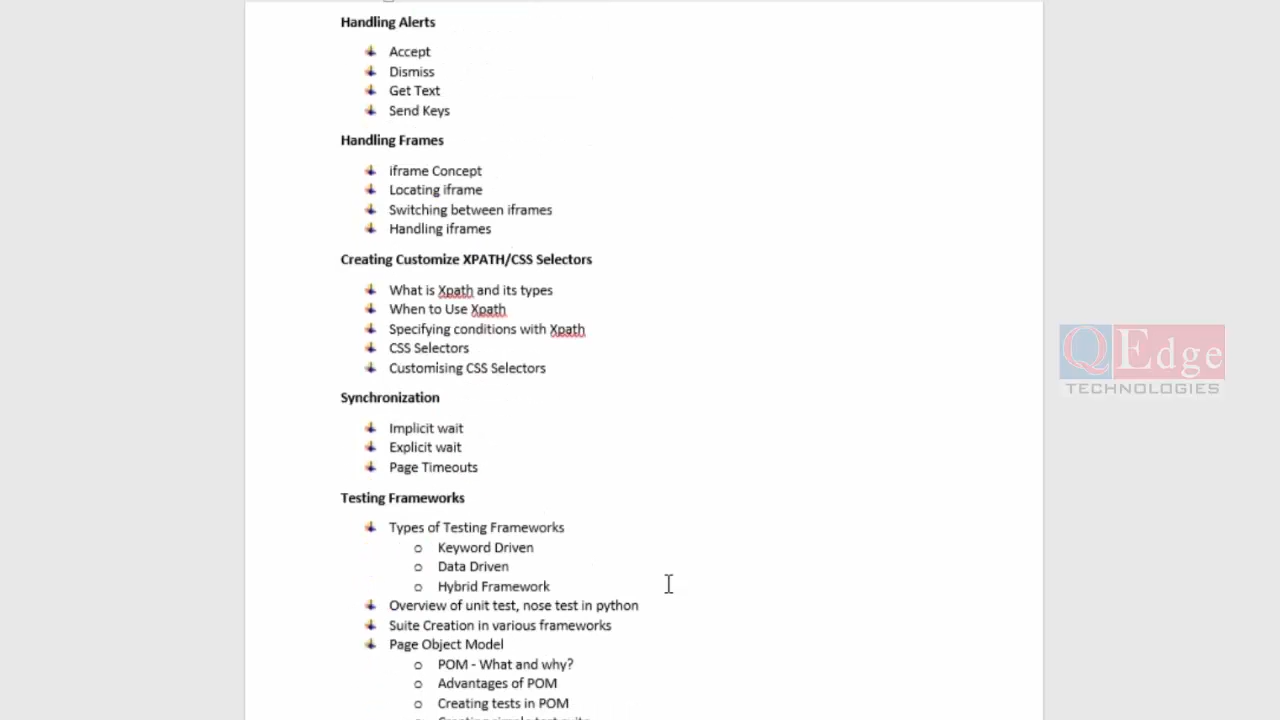 Handling Alerts
Accept
Dismiss
Get Text
Send Keys
Handling Frames
iframe Concept
Locating iframe
Switching between iframes
Handling iframes
Creating Customize XPATH/CSS Selectors
What is Xpath and its types
When to Use Xpath
Specifying conditions with Xpath
CSS Selectors
Customising CSS Selectors
QEdge
TECHNOLOGIES
Synchronization
Implicit wait
Explicit wait
Page Timeouts
Testing Frameworks
Types of Testing Frameworks
o Keyword Driven
o Data Driven
o Hybrid Framework
Overview of unit test, nose test in python
Suite Creation in various frameworks
Page Object Model
o POM - What and why?
o Advantages of POM
o Creating tests in POM